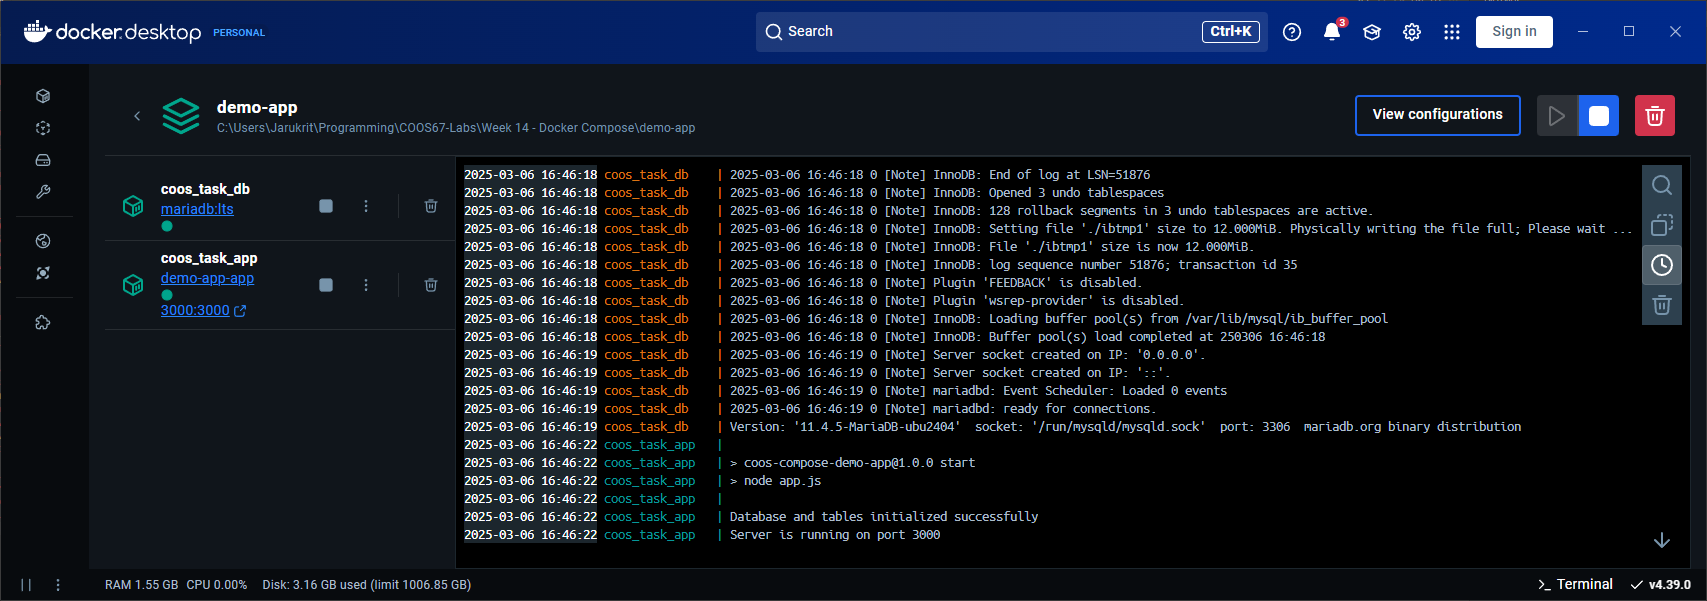 docker desktop PERSONAL
Search
Ctrl+K
3
Sign in
demo-app
C:\Users\Jarukrit\Programming\COOS67-Labs\Week 14 - Docker Compose\demo-app
View configurations
coos_task_db
mariadb:lts
coos_task_app
demo-app-app
3000:3000
2025-03-06 16:46:18 coos_task_db | 2025-03-06 16:46:18 0 [Note] InnoDB: End of log at LSN=51876
2025-03-06 16:46:18 coos_task_db | 2025-03-06 16:46:18 0 [Note] InnoDB: Opened 3 undo tablespaces
2025-03-06 16:46:18 coos_task_db | 2025-03-06 16:46:18 0 [Note] InnoDB: 128 rollback segments in 3 undo tablespaces are active.
2025-03-06 16:46:18 coos_task_db | 2025-03-06 16:46:18 0 [Note] InnoDB: Setting file './ibtmp1' size to 12.000MiB. Physically writing the file full; Please wait ...
2025-03-06 16:46:18 coos_task_db | 2025-03-06 16:46:18 0 [Note] InnoDB: File './ibtmp1' size is now 12.000MiB.
2025-03-06 16:46:18 coos_task_db | 2025-03-06 16:46:18 0 [Note] InnoDB: log sequence number 51876; transaction id 35
2025-03-06 16:46:18 coos_task_db | 2025-03-06 16:46:18 0 [Note] Plugin 'FEEDBACK' is disabled.
2025-03-06 16:46:18 coos_task_db | 2025-03-06 16:46:18 0 [Note] Plugin 'wsrep-provider' is disabled.
2025-03-06 16:46:18 coos_task_db | 2025-03-06 16:46:18 0 [Note] InnoDB: Loading buffer pool(s) from /var/lib/mysql/ib_buffer_pool
2025-03-06 16:46:18 coos_task_db | 2025-03-06 16:46:18 0 [Note] InnoDB: Buffer pool(s) load completed at 250306 16:46:18
2025-03-06 16:46:19 coos_task_db | 2025-03-06 16:46:19 0 [Note] Server socket created on IP: '0.0.0.0'.
2025-03-06 16:46:19 coos_task_db | 2025-03-06 16:46:19 0 [Note] Server socket created on IP: '::'.
2025-03-06 16:46:19 coos_task_db | 2025-03-06 16:46:19 0 [Note] mariadbd: Event Scheduler: Loaded 0 events
2025-03-06 16:46:19 coos_task_db | 2025-03-06 16:46:19 0 [Note] mariadbd: ready for connections.
2025-03-06 16:46:19 coos_task_db | Version: '11.4.5-MariaDB-ubu2404' socket: '/run/mysqld/mysqld.sock' port: 3306 mariadb.org binary distribution
2025-03-06 16:46:22 coos_task_app |
2025-03-06 16:46:22 coos_task_app | > coos-compose-demo-app@1.0.0 start
2025-03-06 16:46:22 coos_task_app | > node app.js
2025-03-06 16:46:22 coos_task_app |
2025-03-06 16:46:22 coos_task_app | Database and tables initialized successfully
2025-03-06 16:46:22 coos_task_app | Server is running on port 3000
RAM 1.55 GB CPU 0.00% Disk: 3.16 GB used (limit 1006.85 GB)
Terminal
v4.39.0